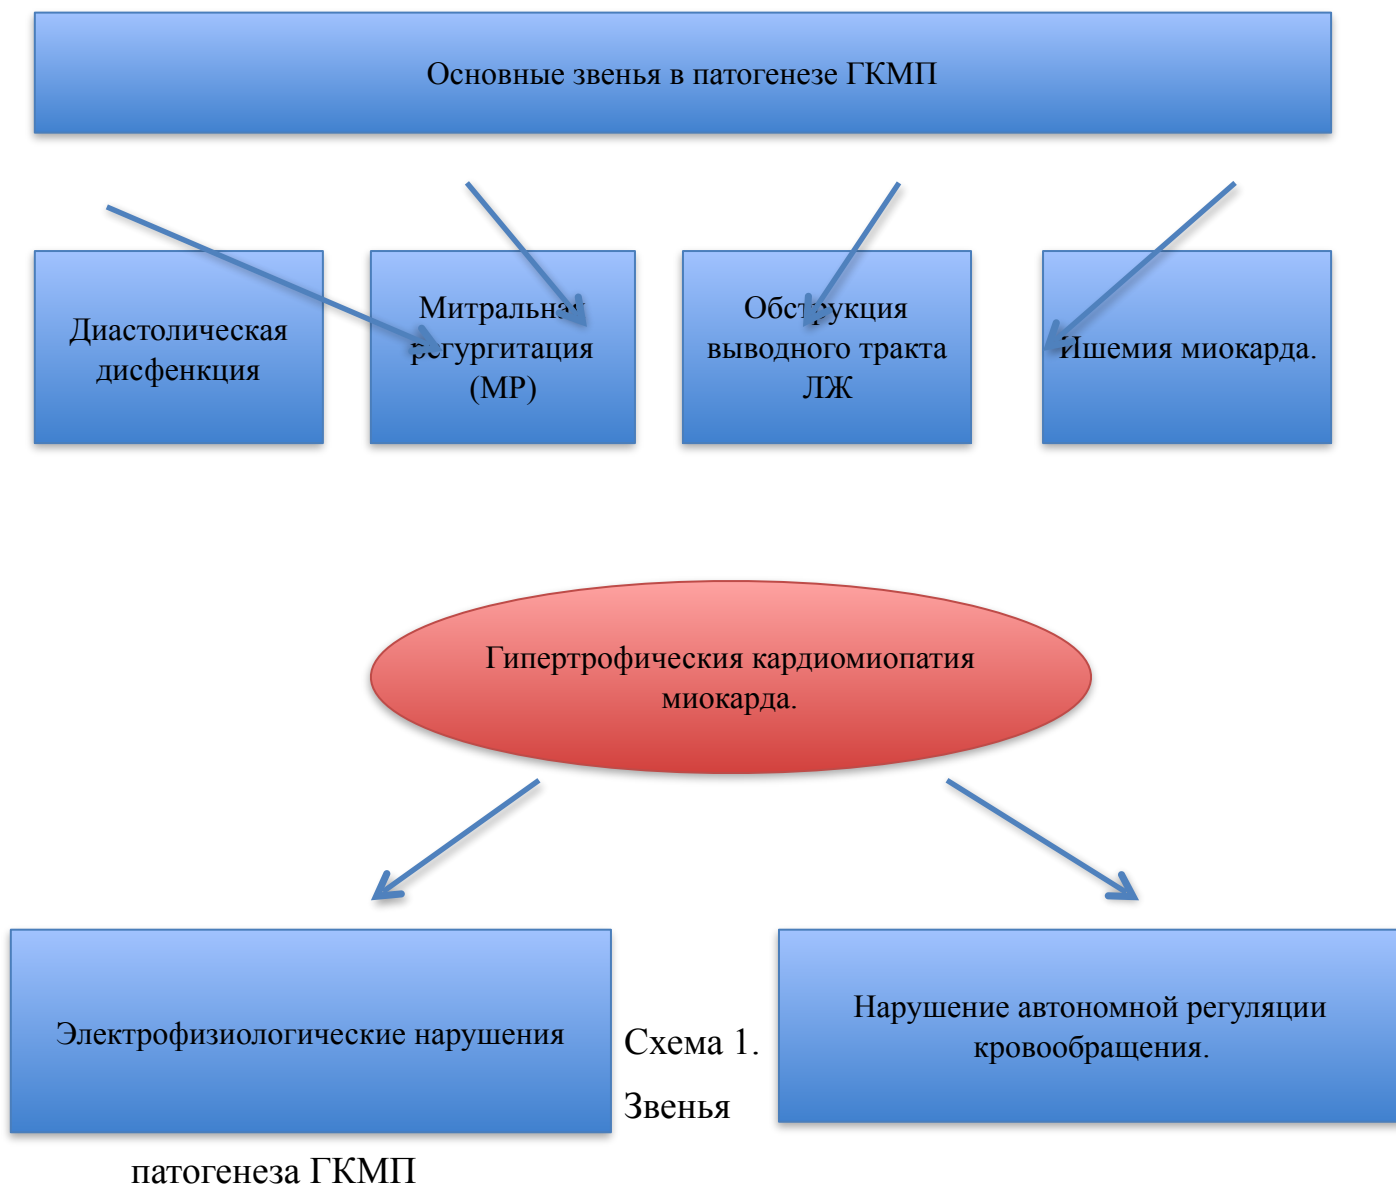 Основные звенья в патогенезе ГКМП
Диастолическая
дисфенкция
Митральная
регургитация
(МР)
Обструкция
выводного тракта
ЛЖ
Ишемия миокарда.
Гипертрофическия кардиомиопатия
миокарда.
Электрофизиологические нарушения
Нарушение автономной регуляции
кровообращения.
Схема 1.
Звенья
патогенеза ГКМП